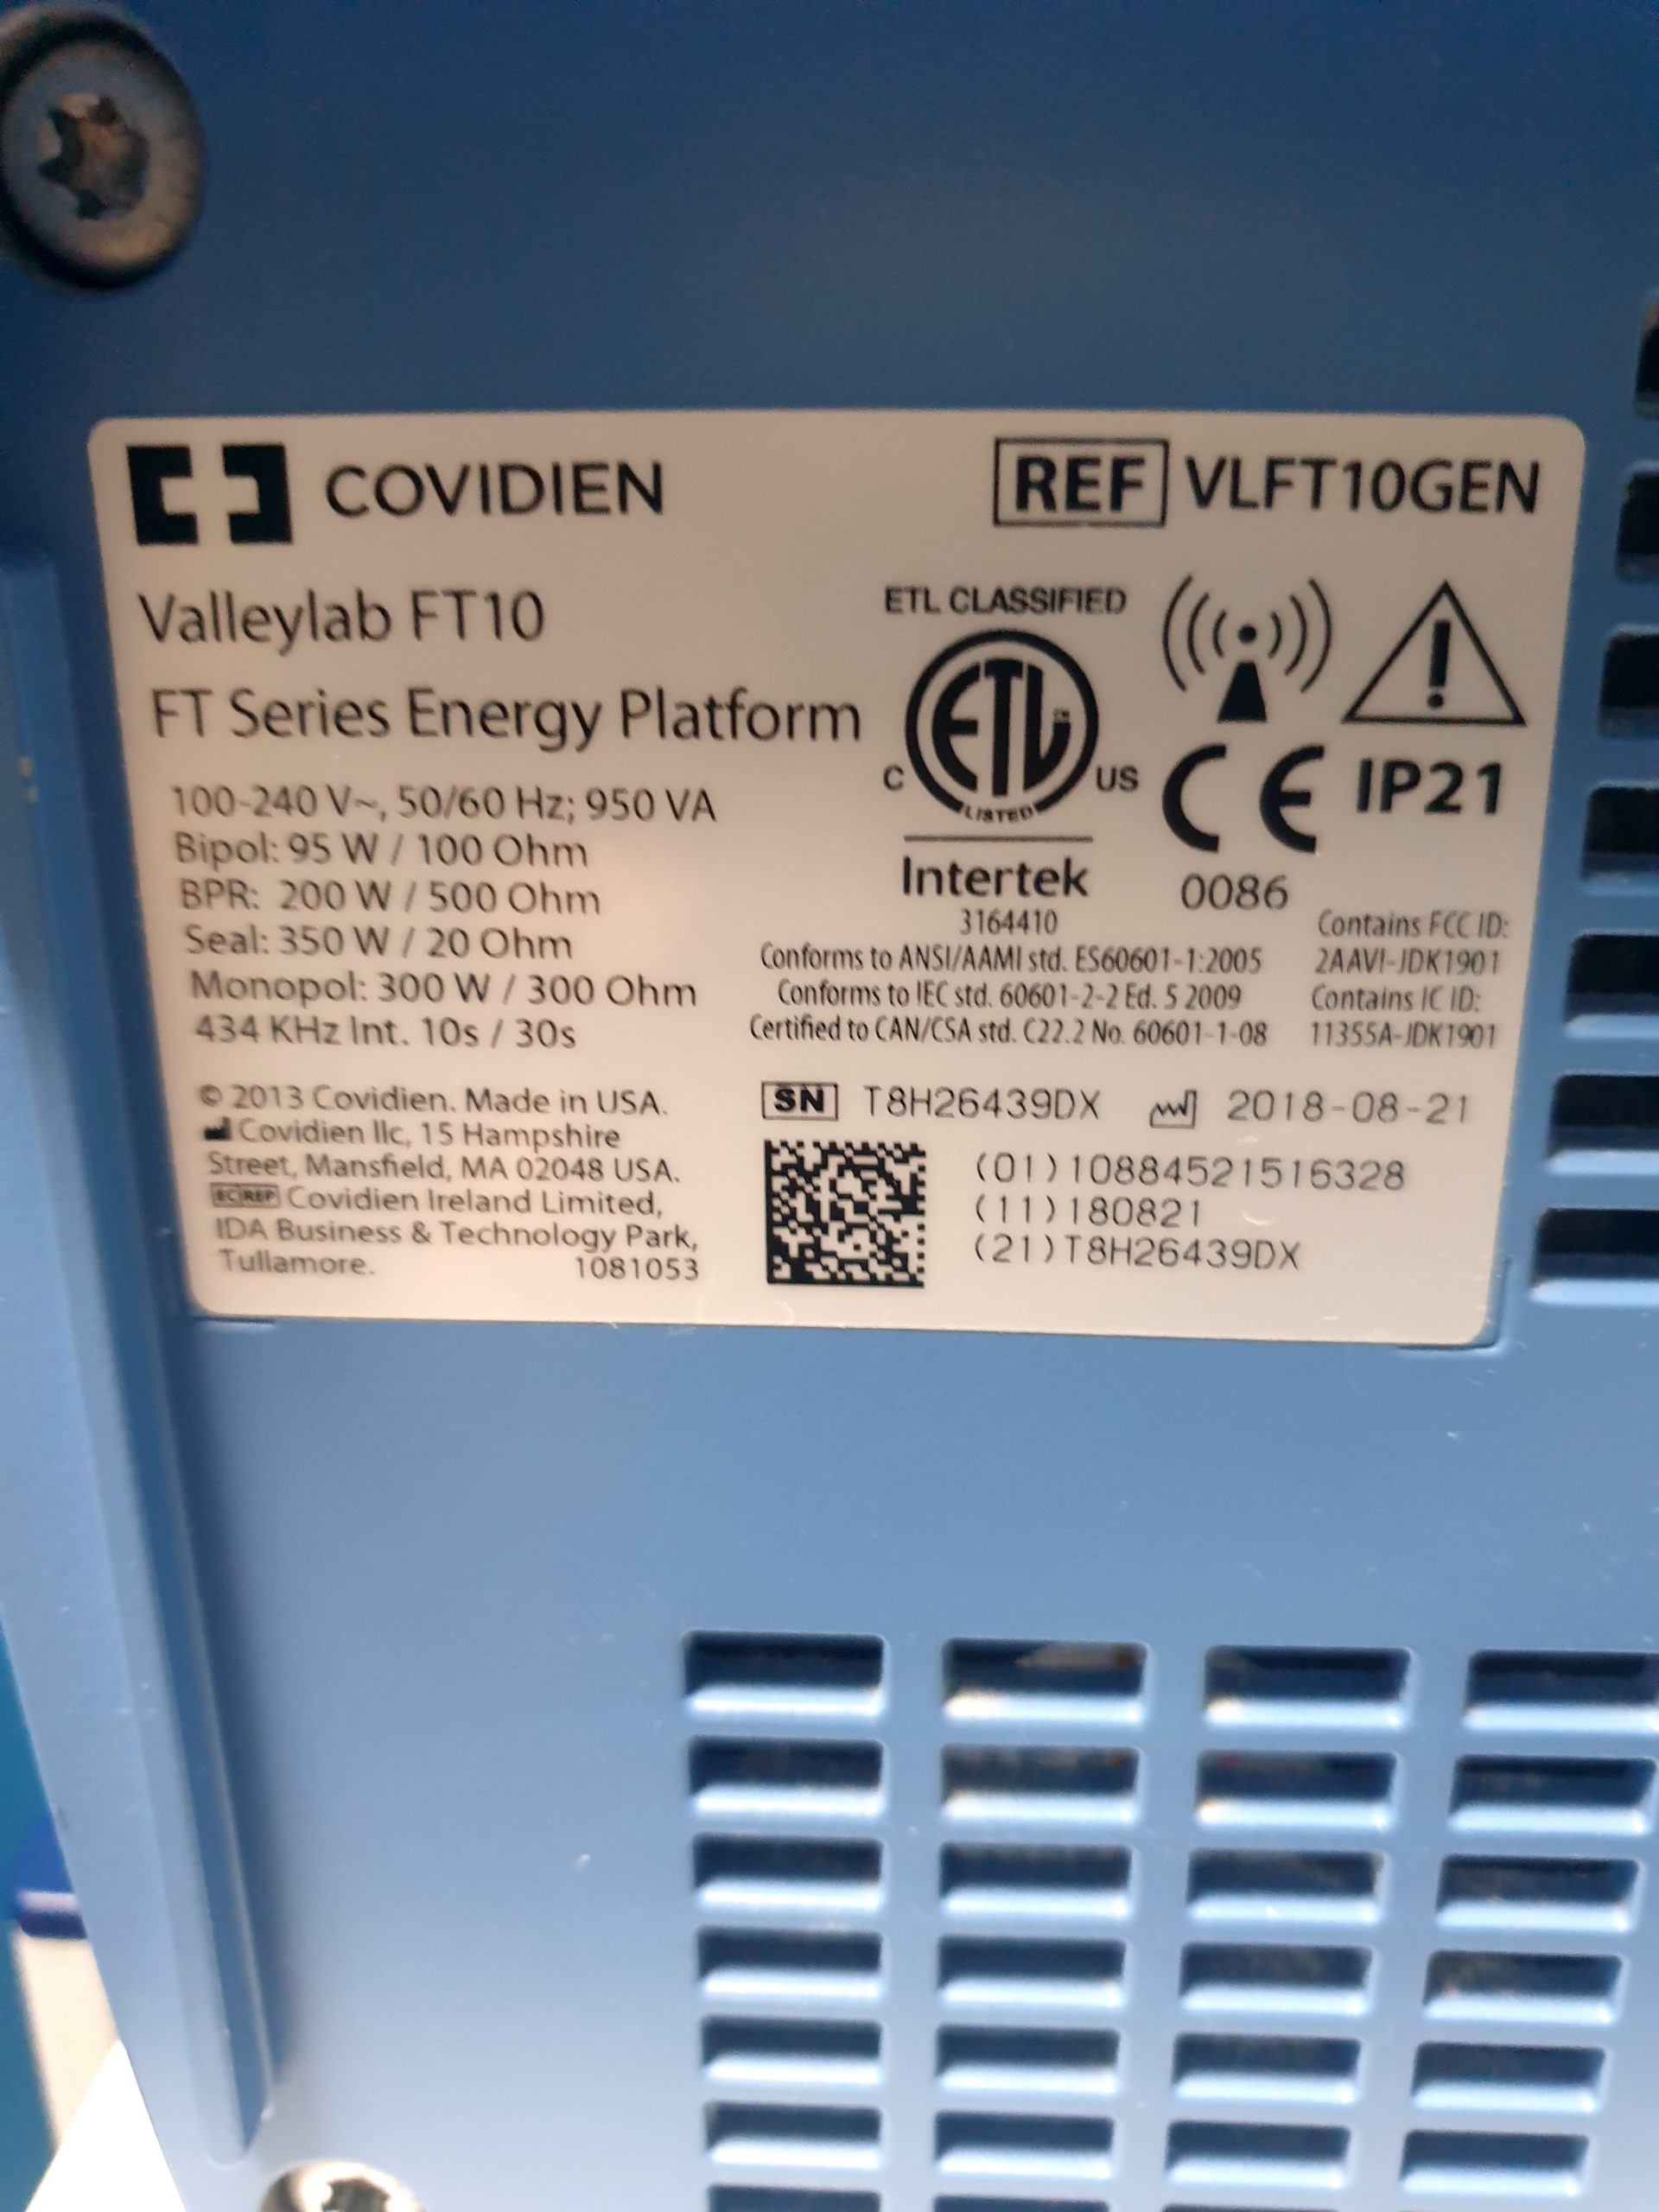 COVIDIEN
REF VLFT10GEN
Valleylab FT10
FT Series Energy Platform
100-240 V~, 50/60 Hz; 950 VA
Bipol: 95 W / 100 Ohm
BPR: 200 W / 500 Ohm
Seal: 350 W / 20 Ohm
Monopol: 300 W / 300 Ohm
434 KHz Int. 10s / 30s
ETL CLASSIFIED
ETL
C US
LISTED
Intertek
3164410
CE IP21
0086
Conforms to ANSI/AAMI std. ES60601-1:2005
Conforms to IEC std. 60601-2-2 Ed. 5 2009
Certified to CAN/CSA std. C22.2 No. 60601-1-08
Contains FCC ID:
2AAVI-JDK1901
Contains IC ID:
11355A-JDK1901
© 2013 Covidien. Made in USA.
Covidien llc, 15 Hampshire
Street, Mansfield, MA 02048 USA.
EC REP Covidien Ireland Limited,
IDA Business & Technology Park,
Tullamore. 1081053
SN T8H26439DX 2018-08-21
(01)10884521516328
(11)180821
(21)T8H26439DX